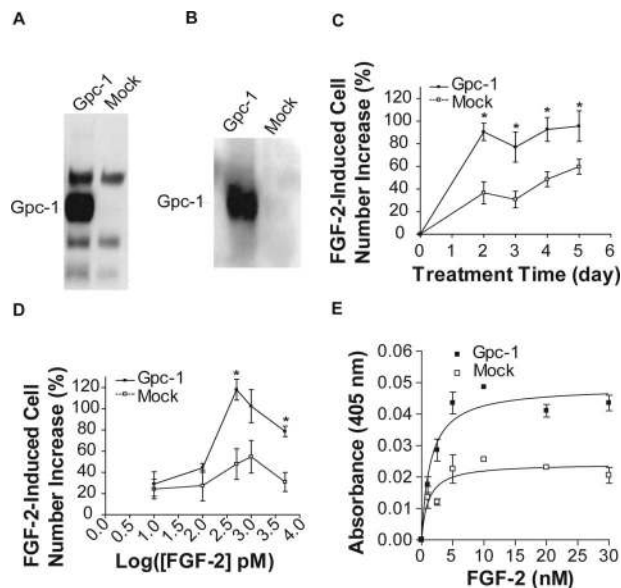 A
Gpc-1
Mock
Gpc-1
B
Gpc-1
Mock
Gpc-1
C
FGF-2-Induced Cell
Number Increase (%)
120
100
80
60
40
20
0
Gpc-1
Mock
*
*
*
*
0 1 2 3 4 5 6
Treatment Time (day)
D
FGF-2-Induced Cell
Number Increase (%)
120
100
80
60
40
20
0
Gpc-1
Mock
*
*
0.0 0.5 1.0 1.5 2.0 2.5 3.0 3.5 4.0
Log([FGF-2] pM)
E
Absorbance (405 nm)
0.06
0.05
0.04
0.03
0.02
0.01
0.00
Gpc-1
Mock
0 5 10 15 20 25 30
FGF-2 (nM)